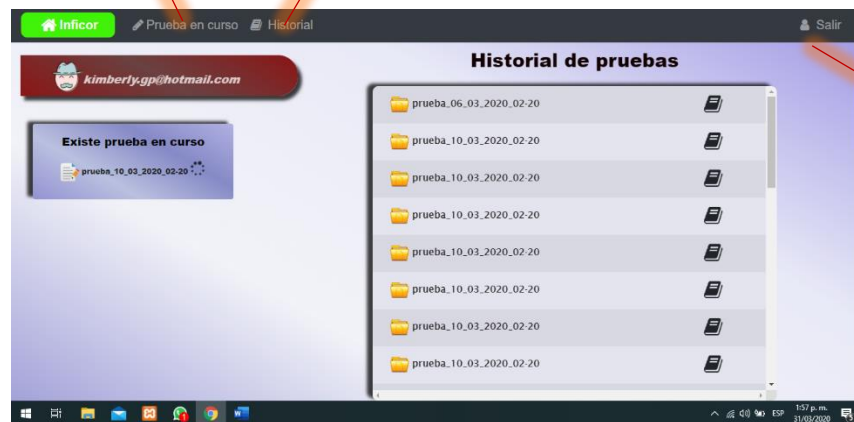 Inficor Prueba en curso Historial Salir
kimberly.gp@hotmail.com
Existe prueba en curso
prueba_10_03_2020_02-20
Historial de pruebas
prueba_06_03_2020_02-20
prueba_10_03_2020_02-20
prueba_10_03_2020_02-20
prueba_10_03_2020_02-20
prueba_10_03_2020_02-20
prueba_10_03_2020_02-20
prueba_10_03_2020_02-20
prueba_10_03_2020_02-20
ESP
1:57 p. m.
31/03/2020